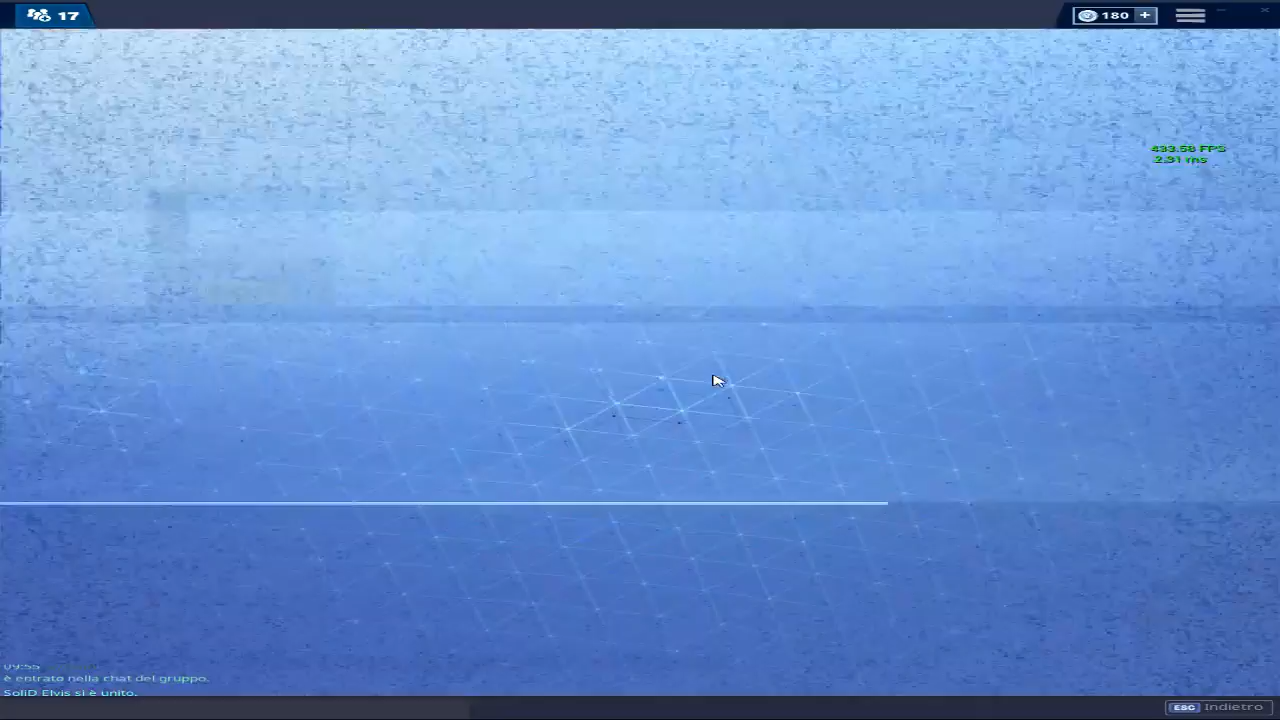 17
180 +
433.58 FPS
2.31 ms
09:55
è entrato nella chat del gruppo.
SoliD Elvis si è unito.
ESC Indietro